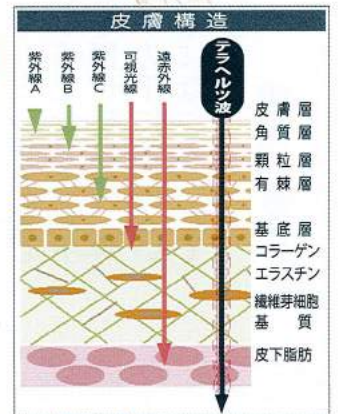 皮膚構造
紫外線A
紫外線B
紫外線C
可視光線
遠赤外線
テラヘルツ波
皮膚層
角質層
顆粒層
有棘層
基底層
コラーゲン
エラスチン
繊維芽細胞
基質
皮下脂肪